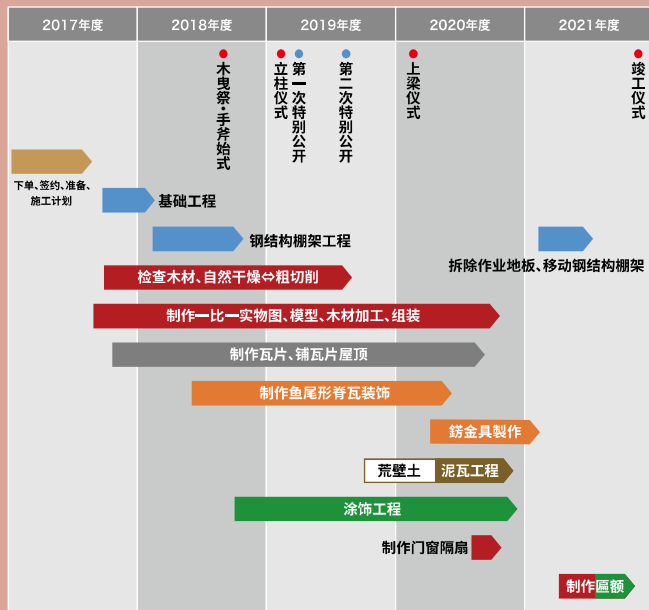 2017年度
2018年度
2019年度
2020年度
2021年度
木曳祭·手斧始式
立柱仪式
第一次特别公开
第二次特别公开
上梁仪式
竣工仪式
下单、签约、准备、
施工计划
基础工程
钢结构棚架工程
拆除作业地板、移动钢结构棚架
检查木材、自然干燥⇔粗切削
制作一比一实物图、模型、木材加工、组装
制作瓦片、铺瓦片屋顶
制作鱼尾形脊瓦装饰
錺金具製作
荒壁土
泥瓦工程
涂饰工程
制作门窗隔扇
制作匾额